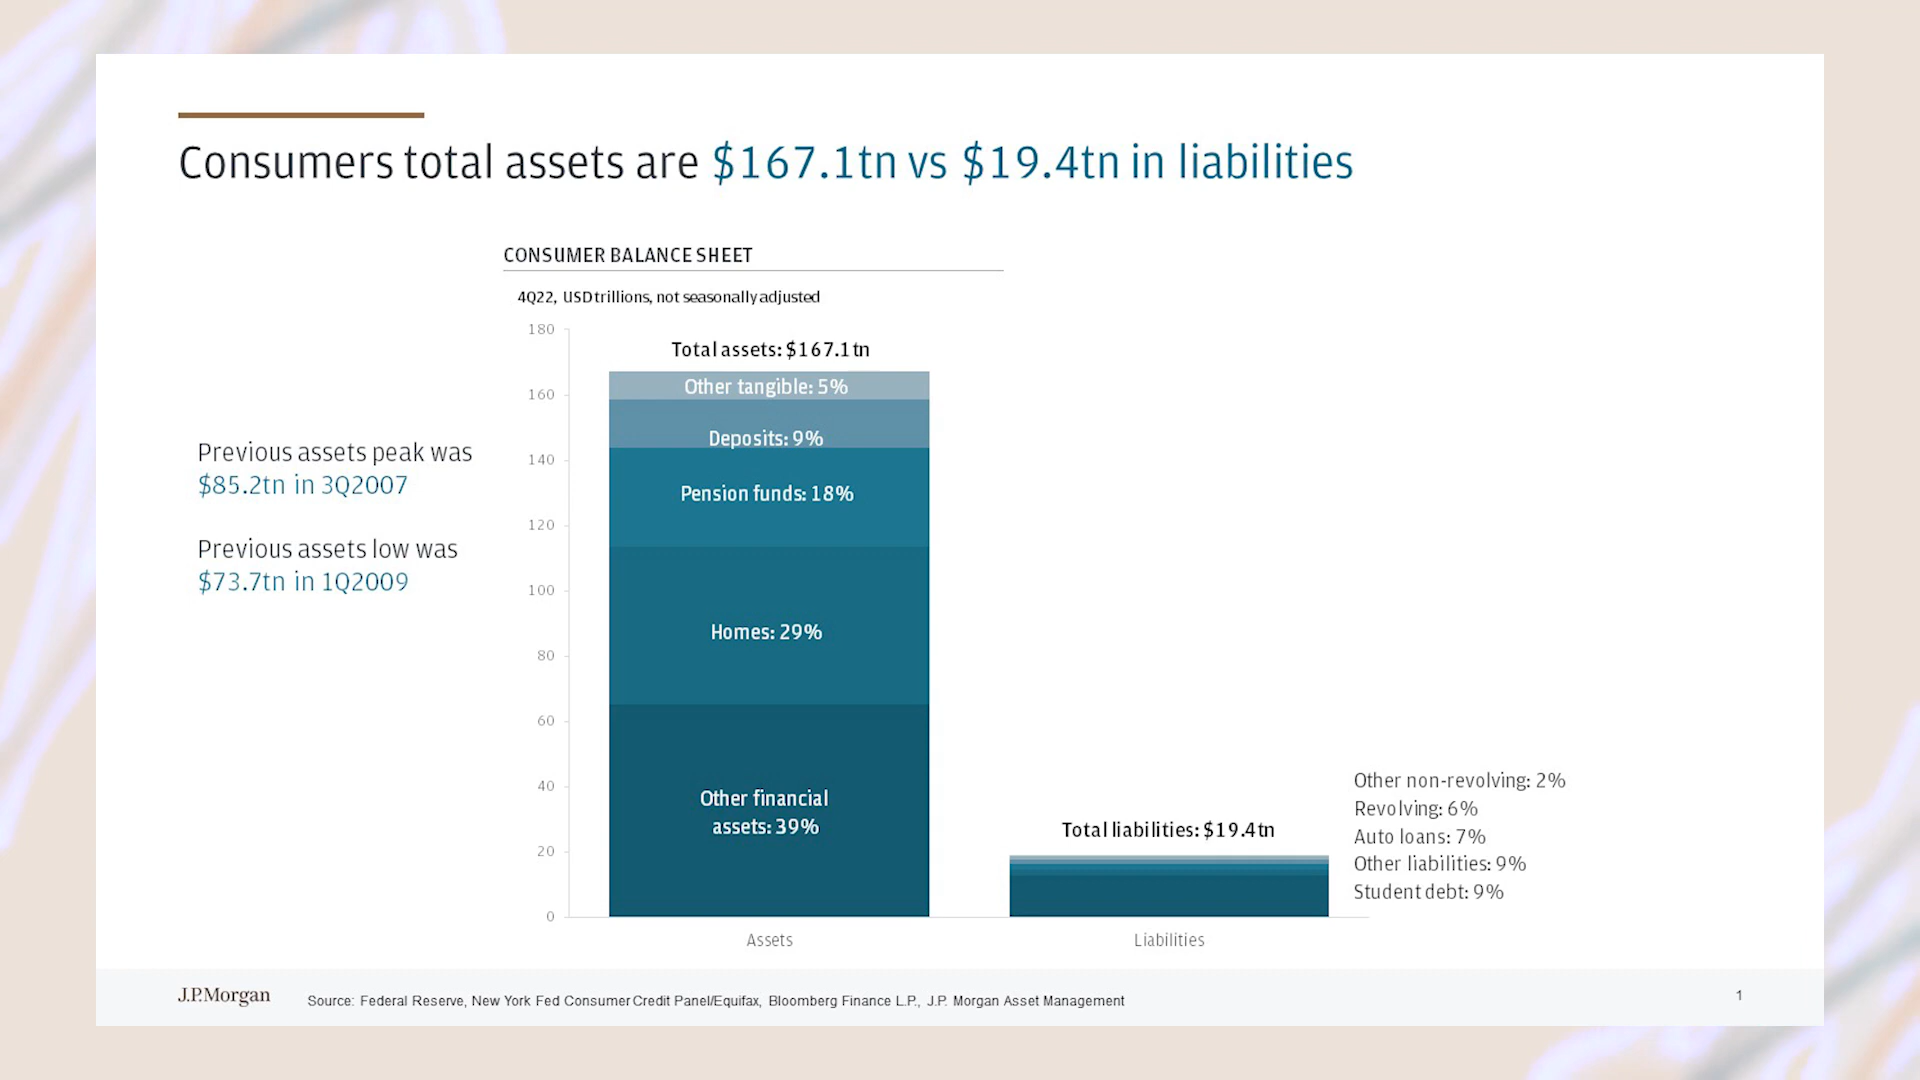 Consumers total assets are $167.1tn vs $19.4tn in liabilities
CONSUMER BALANCE SHEET
4Q22, USD trillions, not seasonally adjusted
Previous assets peak was
$85.2tn in 3Q2007
Previous assets low was
$73.7tn in 1Q2009
180
160
140
120
100
80
60
40
20
0
Total assets: $167.1tn
Other tangible: 5%
Deposits: 9%
Pension funds: 18%
Homes: 29%
Other financial
assets: 39%
Total liabilities: $19.4tn
Other non-revolving: 2%
Revolving: 6%
Auto loans: 7%
Other liabilities: 9%
Student debt: 9%
Assets
Liabilities
J.P.Morgan
Source: Federal Reserve, New York Fed Consumer Credit Panel/Equifax, Bloomberg Finance L.P., J.P. Morgan Asset Management
1